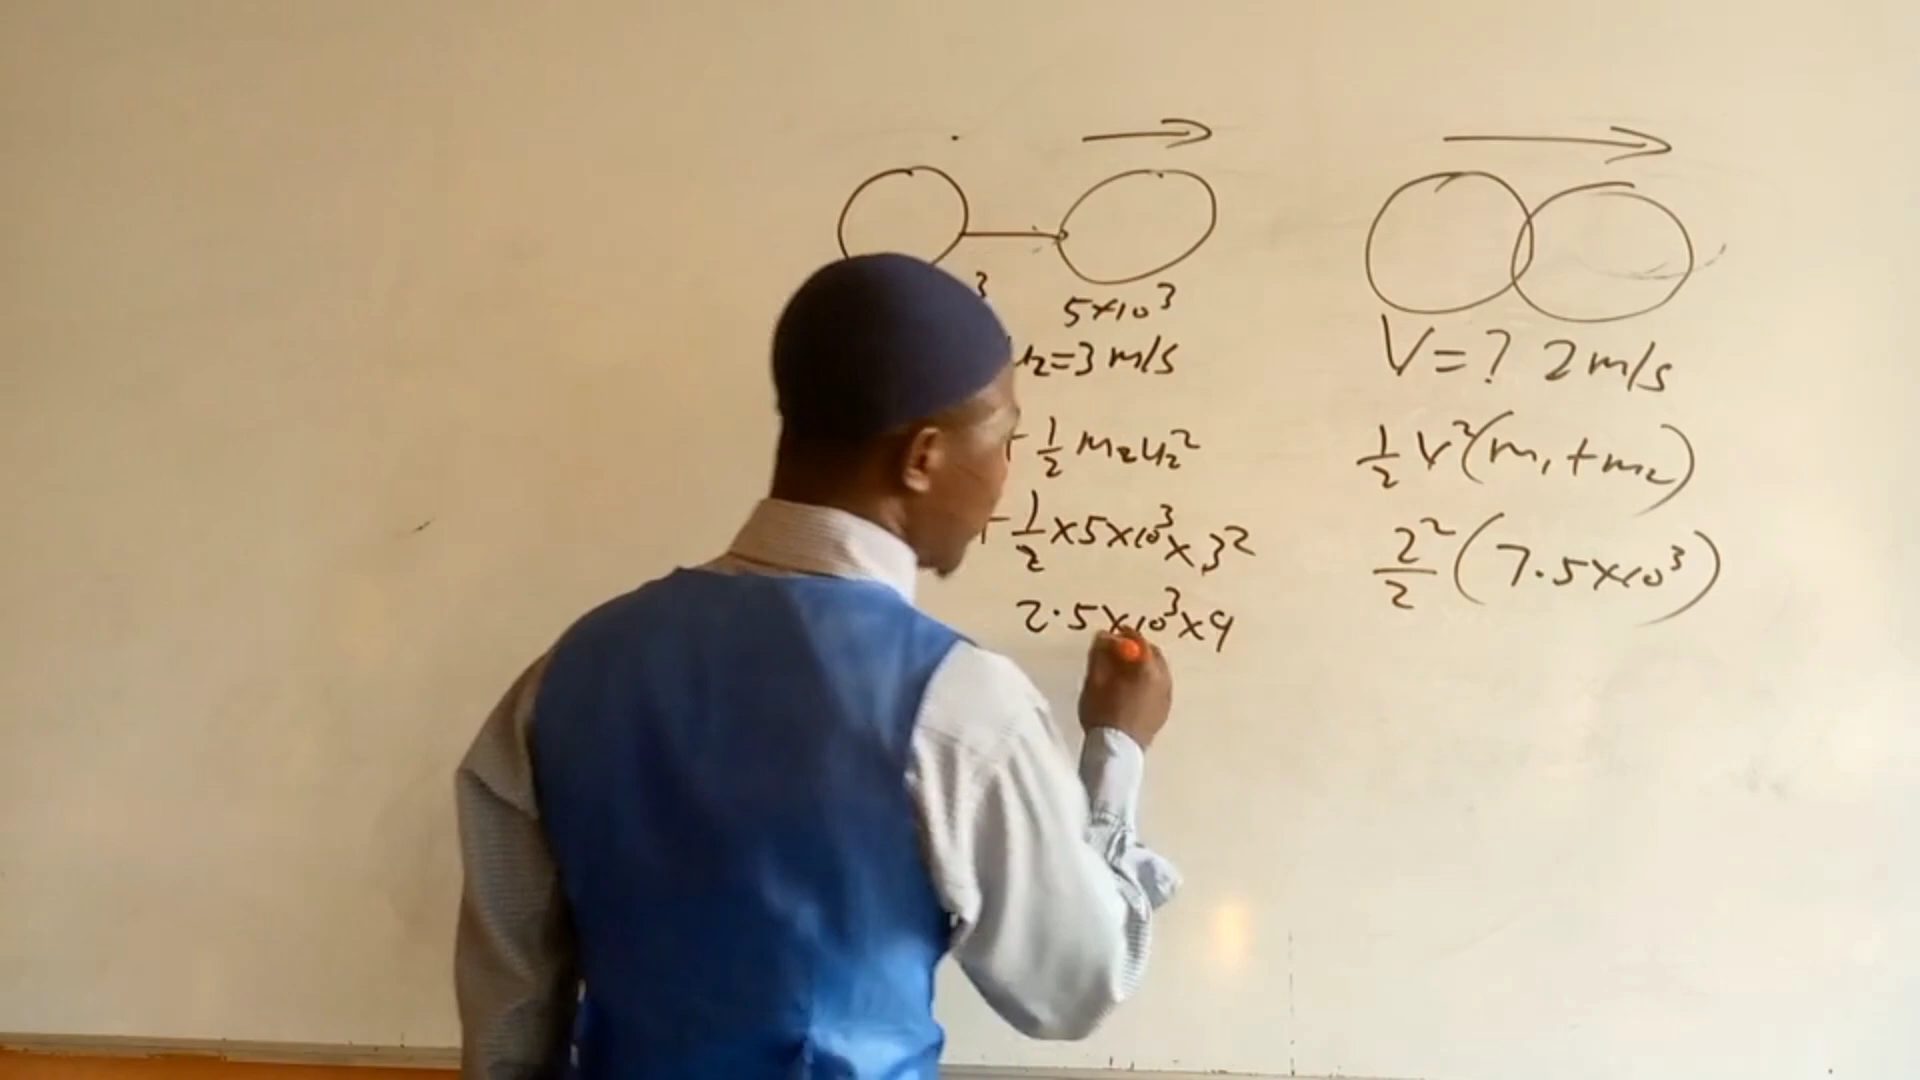 3
5×10³
u₂=3 m/s
V=? 2m/s
+ ½ m₂u₂²
½ V²(m₁+m₂)
+ ½×5×10³×3²
2²/2 (7.5×10³)
2.5×10³×9